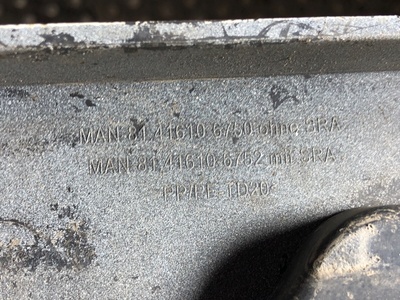 MAN 81.41610-6750 ohne SRA
MAN 81.41610-6752 mit SRA
PP/PE TD20